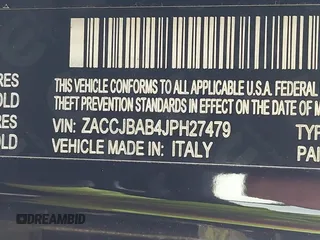 RES
OLD
RES
OLD
THIS VEHICLE CONFORMS TO ALL APPLICABLE U.S.A. FEDERAL
THEFT PREVENTION STANDARDS IN EFFECT ON THE DATE OF M
VIN: ZACCJBAB4JPH27479 TYP
VEHICLE MADE IN: ITALY PAI
DREAMBID